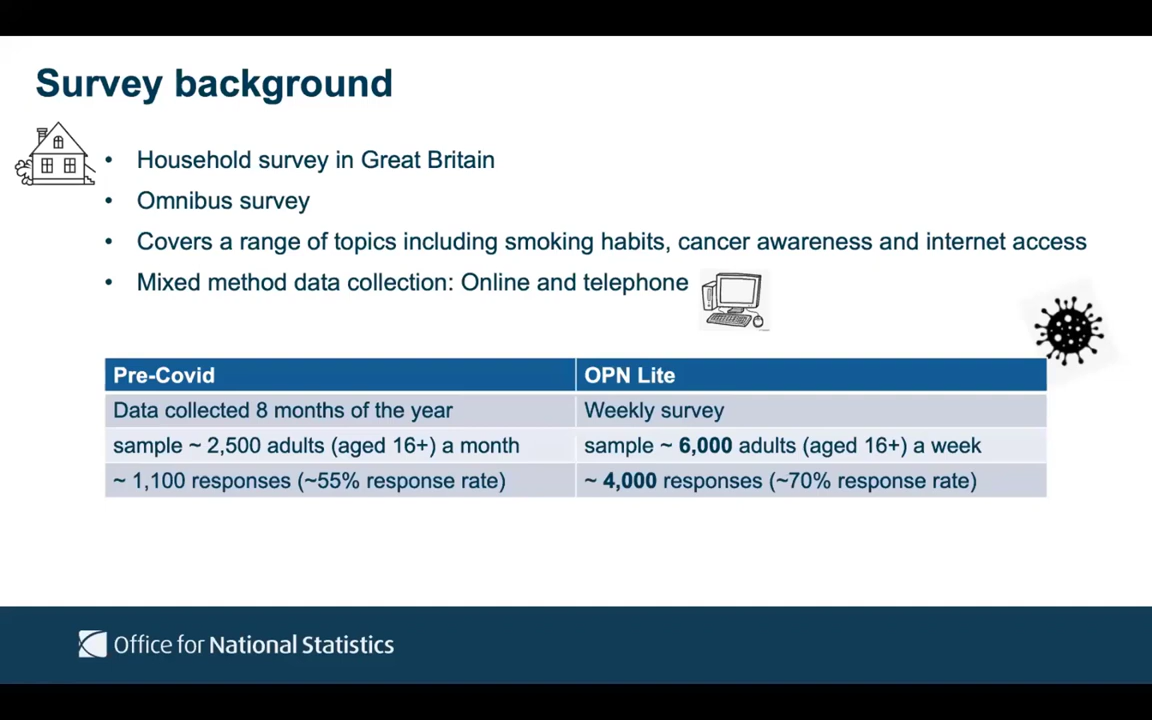 Survey background
• Household survey in Great Britain
• Omnibus survey
• Covers a range of topics including smoking habits, cancer awareness and internet access
• Mixed method data collection: Online and telephone
Pre-Covid OPN Lite
Data collected 8 months of the year Weekly survey
sample ~ 2,500 adults (aged 16+) a month sample ~ 6,000 adults (aged 16+) a week
~ 1,100 responses (~55% response rate) ~ 4,000 responses (~70% response rate)
Office for National Statistics